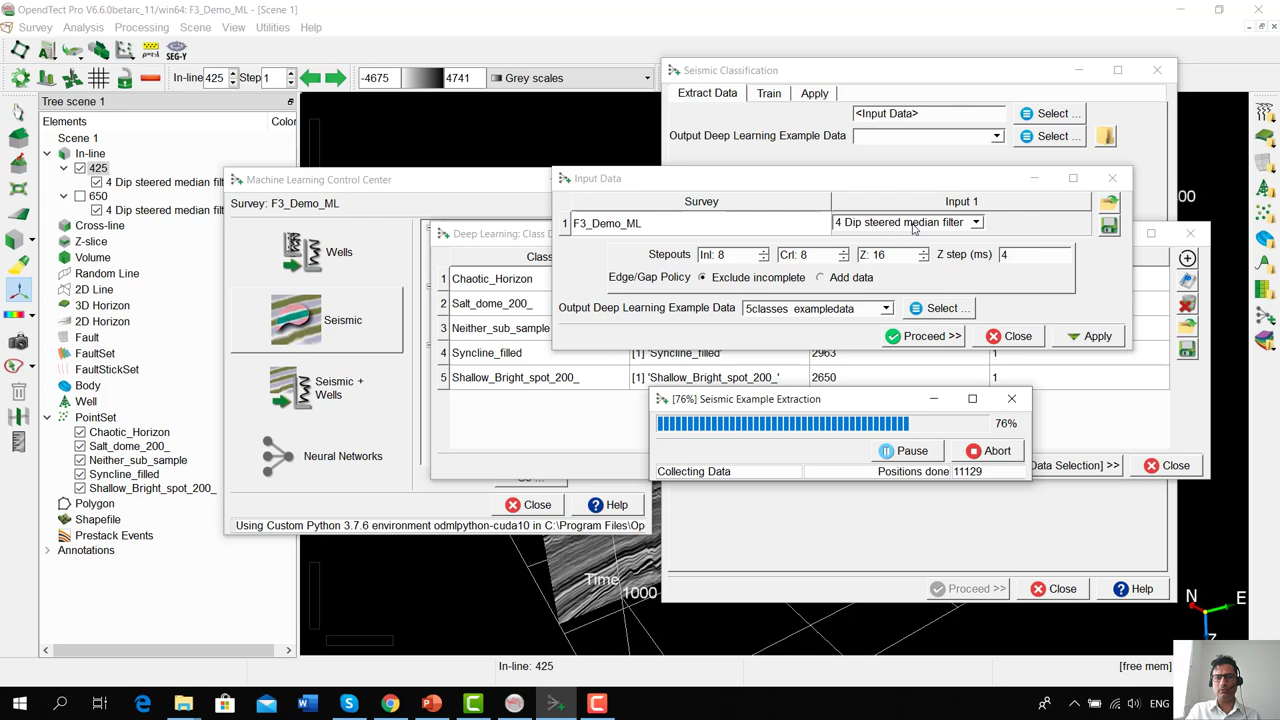 OpendTect Pro V6.6.0betarc_11/win64: F3_Demo_ML - [Scene 1]
Survey Analysis Processing Scene View Utilities Help
SEG-Y
In-line 425 Step 1 -4675 4741 Grey scales
Tree scene 1
Elements Color
Scene 1
In-line
425
4 Dip steered median filt
650
4 Dip steered median filt
Cross-line
Z-slice
Volume
Random Line
2D Line
3D Horizon
2D Horizon
Fault
FaultSet
FaultStickSet
Body
Well
PointSet
Chaotic_Horizon
Salt_dome_200_
Neither_sub_sample
Syncline_filled
Shallow_Bright_spot_200_
Polygon
Shapefile
Prestack Events
Annotations
Machine Learning Control Center
Survey: F3_Demo_ML
Wells
Seismic
Seismic +
Wells
Neural Networks
Close Help
Using Custom Python 3.7.6 environment odmlpython-cuda10 in C:\Program Files\Op
Seismic Classification
Extract Data Train Apply
<Input Data> Select ...
Output Deep Learning Example Data Select ...
Proceed >> Close Help
Deep Learning: Class D
Class
1 Chaotic_Horizon
2 Salt_dome_200_
3 Neither_sub_sample
4 Syncline_filled [1] 'Syncline_filled' 2963 1
5 Shallow_Bright_spot_200_ [1] 'Shallow_Bright_spot_200_' 2650 1
Data Selection] >> Close
Input Data
Survey Input 1
1 F3_Demo_ML 4 Dip steered median filter
Stepouts Inl: 8 Crl: 8 Z: 16 Z step (ms) 4
Edge/Gap Policy Exclude incomplete Add data
Output Deep Learning Example Data 5classes exampledata Select ...
Proceed >> Close Apply
[76%] Seismic Example Extraction
76%
Pause Abort
Collecting Data Positions done 11129
Time
1000
00
N E
Z
In-line: 425 [free mem]
ENG